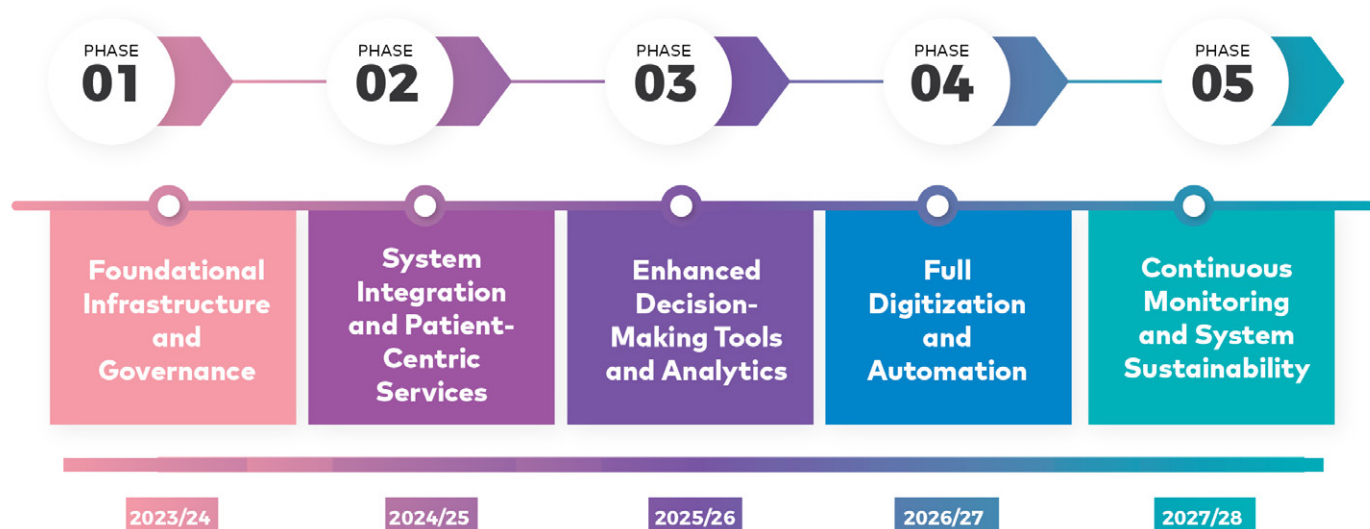 PHASE
01
PHASE
02
PHASE
03
PHASE
04
PHASE
05
Foundational
Infrastructure
and
Governance
System
Integration
and Patient-
Centric
Services
Enhanced
Decision-
Making Tools
and Analytics
Full
Digitization
and
Automation
Continuous
Monitoring
and System
Sustainability
2023/24
2024/25
2025/26
2026/27
2027/28